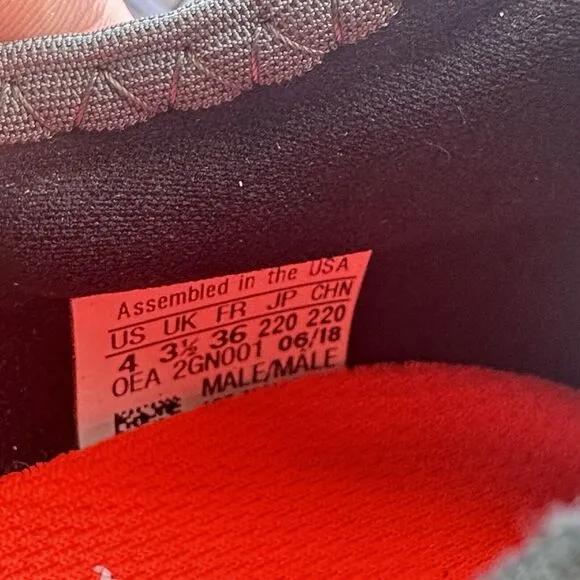 Assembled in the USA
US UK FR JP CHN
4 3½ 36 220 220
OEA 2GN001 06/18
MALE/MÂLE